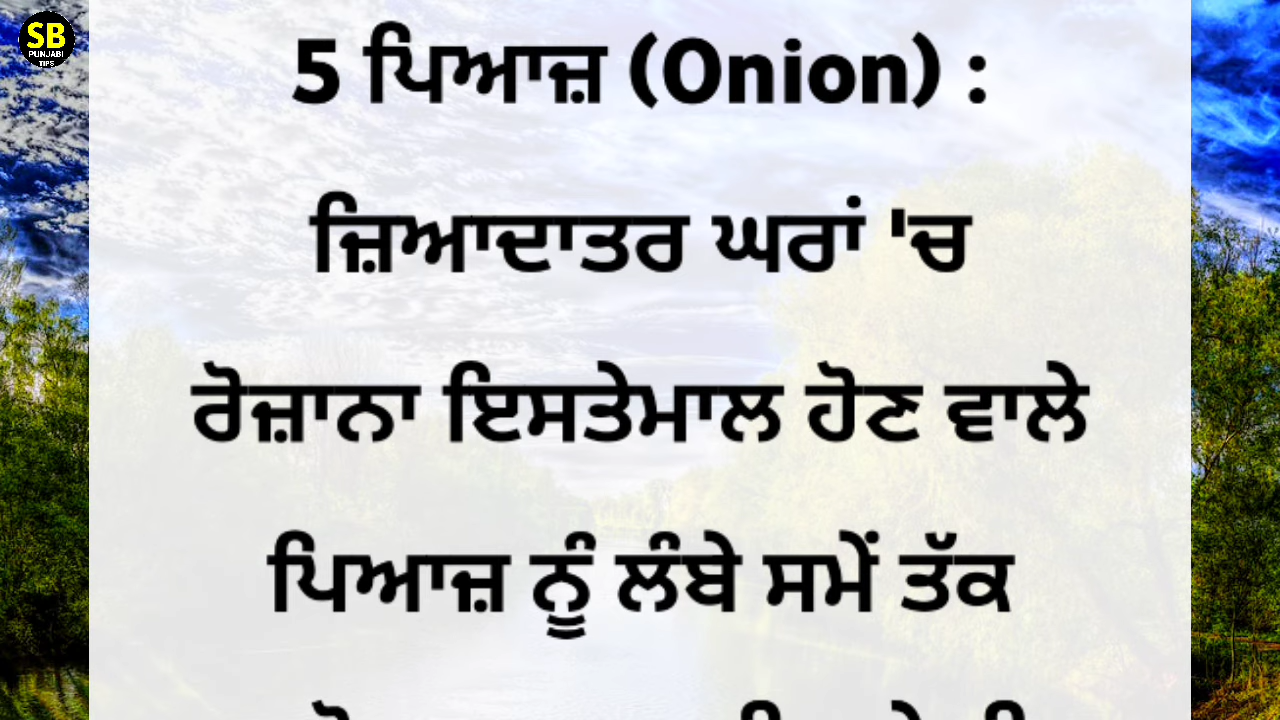 SB
PUNJABI
TIPS
5 ਪਿਆਜ਼ (Onion) :
ਜ਼ਿਆਦਾਤਰ ਘਰਾਂ 'ਚ
ਰੋਜ਼ਾਨਾ ਇਸਤੇਮਾਲ ਹੋਣ ਵਾਲੇ
ਪਿਆਜ਼ ਨੂੰ ਲੰਬੇ ਸਮੇਂ ਤੱਕ